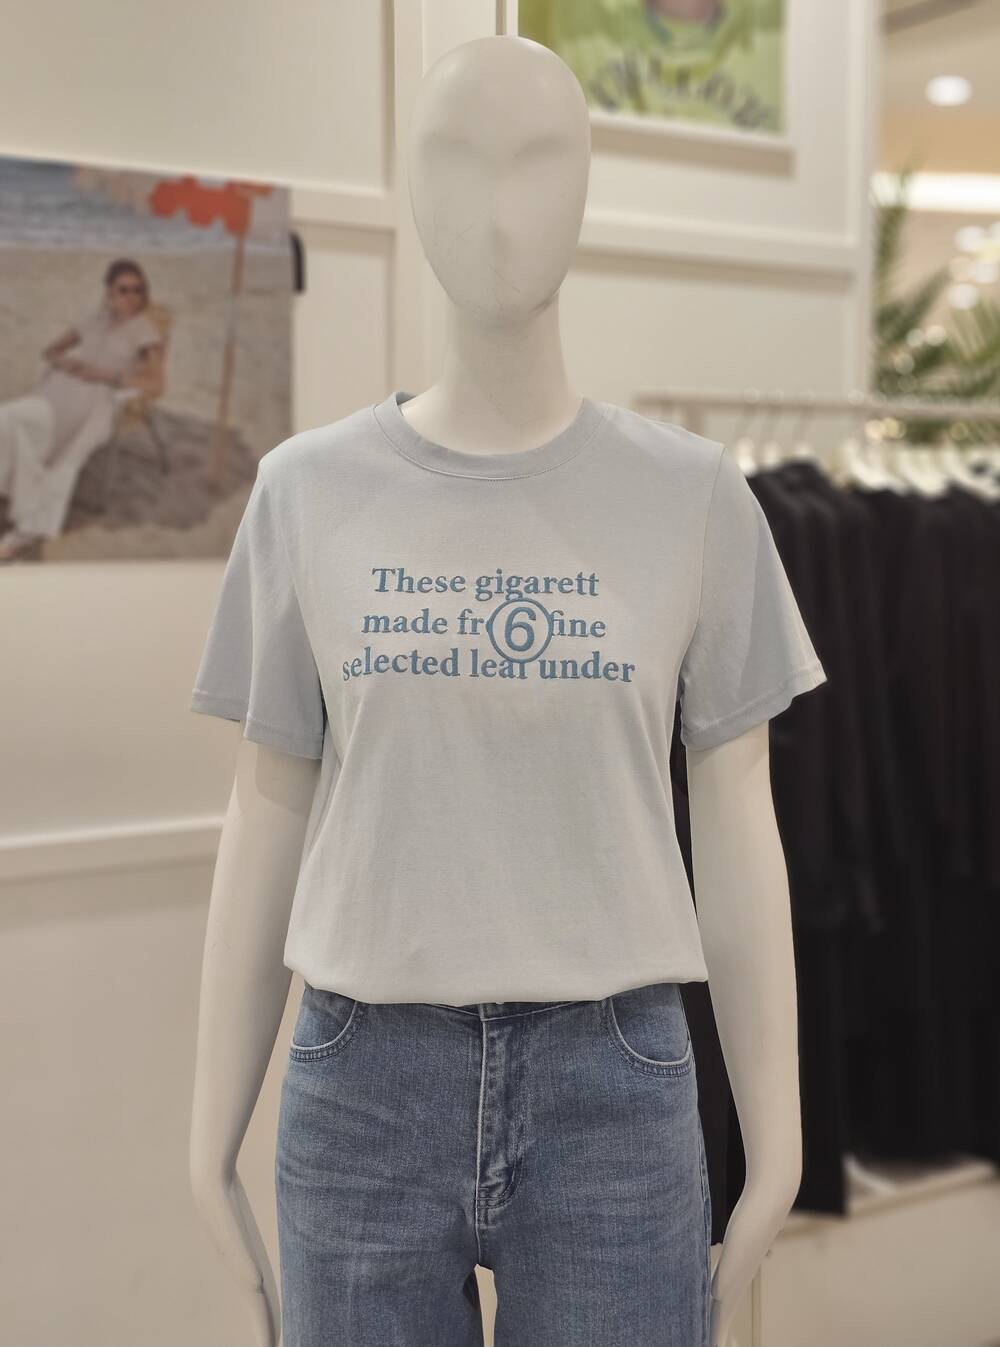 These gigarett
made fr 6 fine
selected leaf under